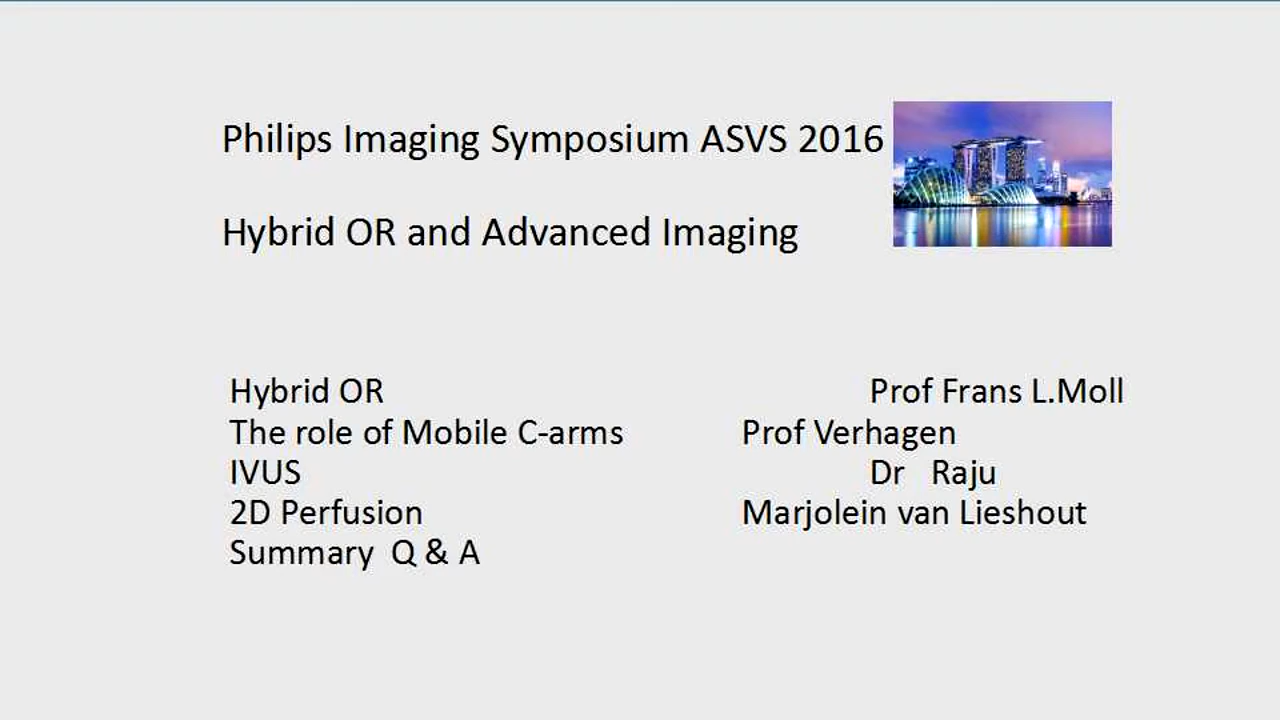 Philips Imaging Symposium ASVS 2016
Hybrid OR and Advanced Imaging
Hybrid OR Prof Frans L.Moll
The role of Mobile C-arms Prof Verhagen
IVUS Dr Raju
2D Perfusion Marjolein van Lieshout
Summary Q & A